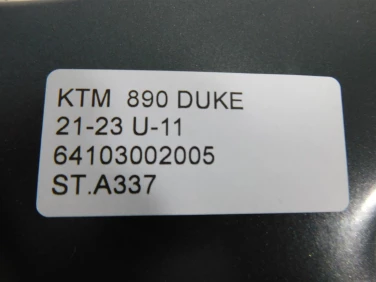 KTM 890 DUKE
21-23 U-11
64103002005
ST.A337